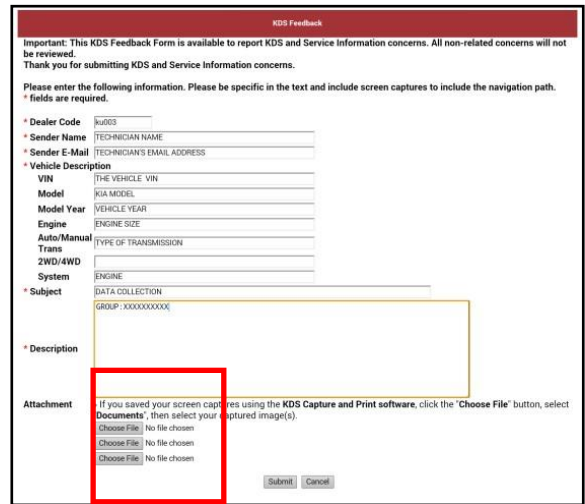 KDS Feedback
Important: This KDS Feedback Form is available to report KDS and Service Information concerns. All non-related concerns will not
be reviewed.
Thank you for submitting KDS and Service Information concerns.
Please enter the following information. Please be specific in the text and include screen captures to include the navigation path.
* fields are required.
* Dealer Code ku003
* Sender Name TECHNICIAN NAME
* Sender E-Mail TECHNICIAN'S EMAIL ADDRESS
* Vehicle Description
VIN THE VEHICLE VIN
Model KIA MODEL
Model Year VEHICLE YEAR
Engine ENGINE SIZE
Auto/Manual
Trans TYPE OF TRANSMISSION
2WD/4WD
System ENGINE
* Subject DATA COLLECTION
GROUP : XXXXXXXXXX
* Description
Attachment - If you saved your screen captures using the KDS Capture and Print software, click the "Choose File" button, select
"Documents", then select your captured image(s).
Choose File No file chosen
Choose File No file chosen
Choose File No file chosen
Submit Cancel